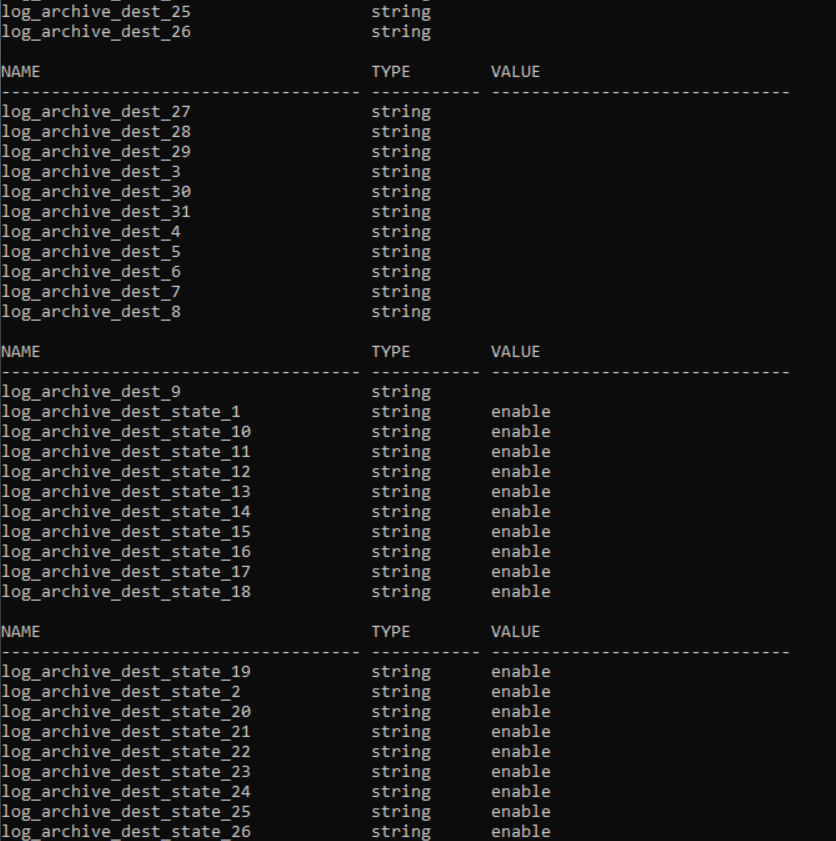 log_archive_dest_25                  string
log_archive_dest_26                  string
NAME                                 TYPE        VALUE
------------------------------------ ----------- ------------------------------
log_archive_dest_27                  string
log_archive_dest_28                  string
log_archive_dest_29                  string
log_archive_dest_3                   string
log_archive_dest_30                  string
log_archive_dest_31                  string
log_archive_dest_4                   string
log_archive_dest_5                   string
log_archive_dest_6                   string
log_archive_dest_7                   string
log_archive_dest_8                   string
NAME                                 TYPE        VALUE
------------------------------------ ----------- ------------------------------
log_archive_dest_9                   string
log_archive_dest_state_1             string      enable
log_archive_dest_state_10            string      enable
log_archive_dest_state_11            string      enable
log_archive_dest_state_12            string      enable
log_archive_dest_state_13            string      enable
log_archive_dest_state_14            string      enable
log_archive_dest_state_15            string      enable
log_archive_dest_state_16            string      enable
log_archive_dest_state_17            string      enable
log_archive_dest_state_18            string      enable
NAME                                 TYPE        VALUE
------------------------------------ ----------- ------------------------------
log_archive_dest_state_19            string      enable
log_archive_dest_state_2             string      enable
log_archive_dest_state_20            string      enable
log_archive_dest_state_21            string      enable
log_archive_dest_state_22            string      enable
log_archive_dest_state_23            string      enable
log_archive_dest_state_24            string      enable
log_archive_dest_state_25            string      enable
log_archive_dest_state_26            string      enable